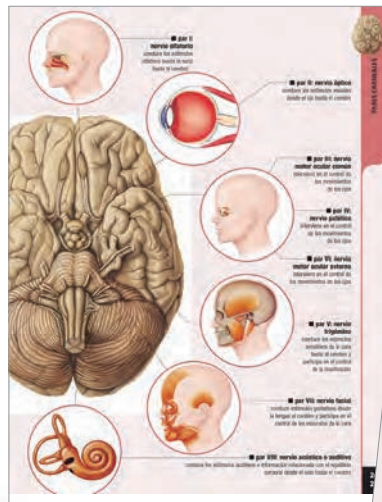 ■ par I:
nervio olfatorio
conduce los estímulos
olfativos desde la nariz
hasta el cerebro
■ par II: nervio óptico
conduce los estímulos visuales
desde el ojo hasta el cerebro
■ par III: nervio
motor ocular común
interviene en el control de
los movimientos
de los ojos
■ par IV:
nervio patético
interviene en el control
de los movimientos
de los ojos
■ par VI: nervio
motor ocular externo
interviene en el control de
los movimientos de los ojos
■ par V: nervio
trigémino
conduce los estímulos
sensitivos de la cara
hasta el cerebro y
participa en el control
de la masticación
■ par VII: nervio facial
conduce estímulos gustativos desde
la lengua al cerebro y participa en el
control de los músculos de la cara
■ par VIII: nervio acústico o auditivo
conduce los estímulos auditivos e información relacionada con el equilibrio
corporal desde el oído hasta el cerebro
PARES CRANEALES